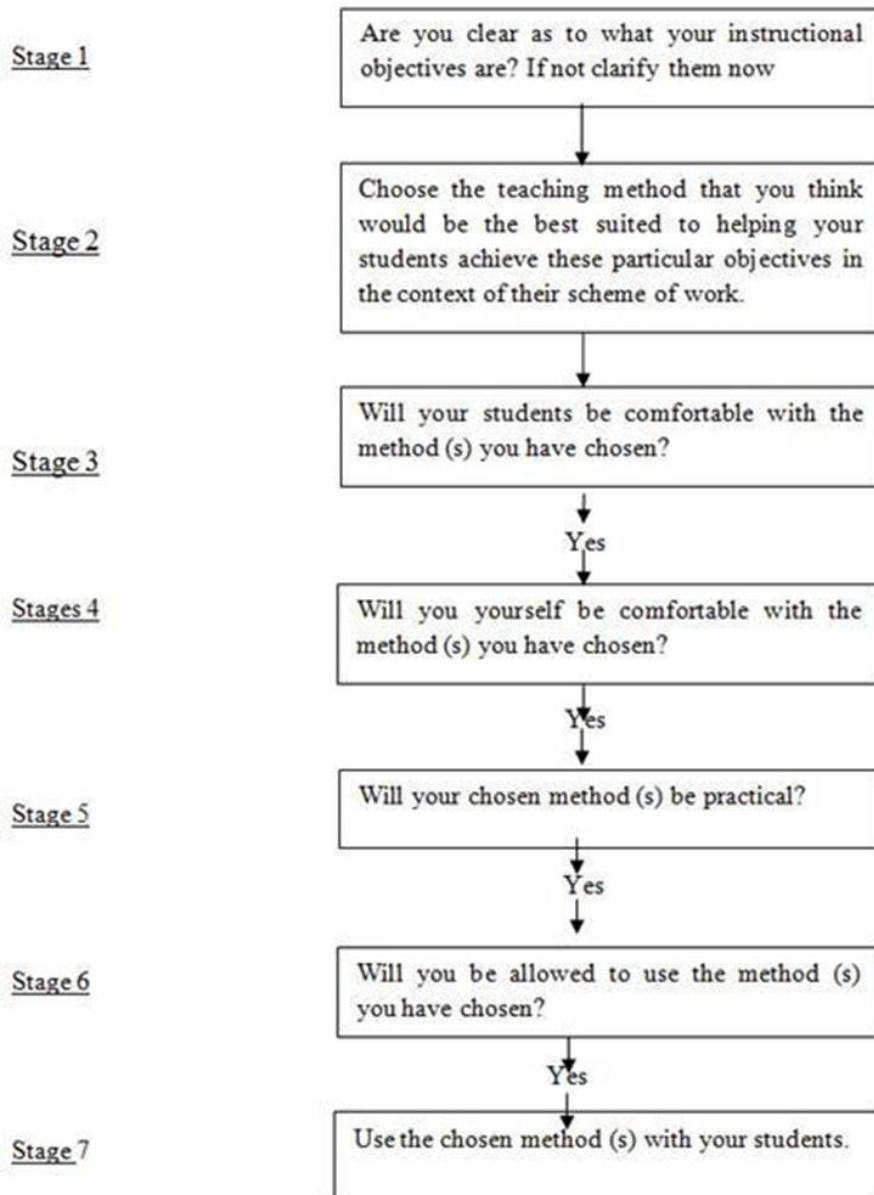 Stage 1
Are you clear as to what your instructional
objectives are? If not clarify them now
Stage 2
Choose the teaching method that you think
would be the best suited to helping your
students achieve these particular objectives in
the context of their scheme of work.
Stage 3
Will your students be comfortable with the
method (s) you have chosen?
Yes
Stages 4
Will you yourself be comfortable with the
method (s) you have chosen?
Yes
Stage 5
Will your chosen method (s) be practical?
Yes
Stage 6
Will you be allowed to use the method (s)
you have chosen?
Yes
Stage 7
Use the chosen method (s) with your students.